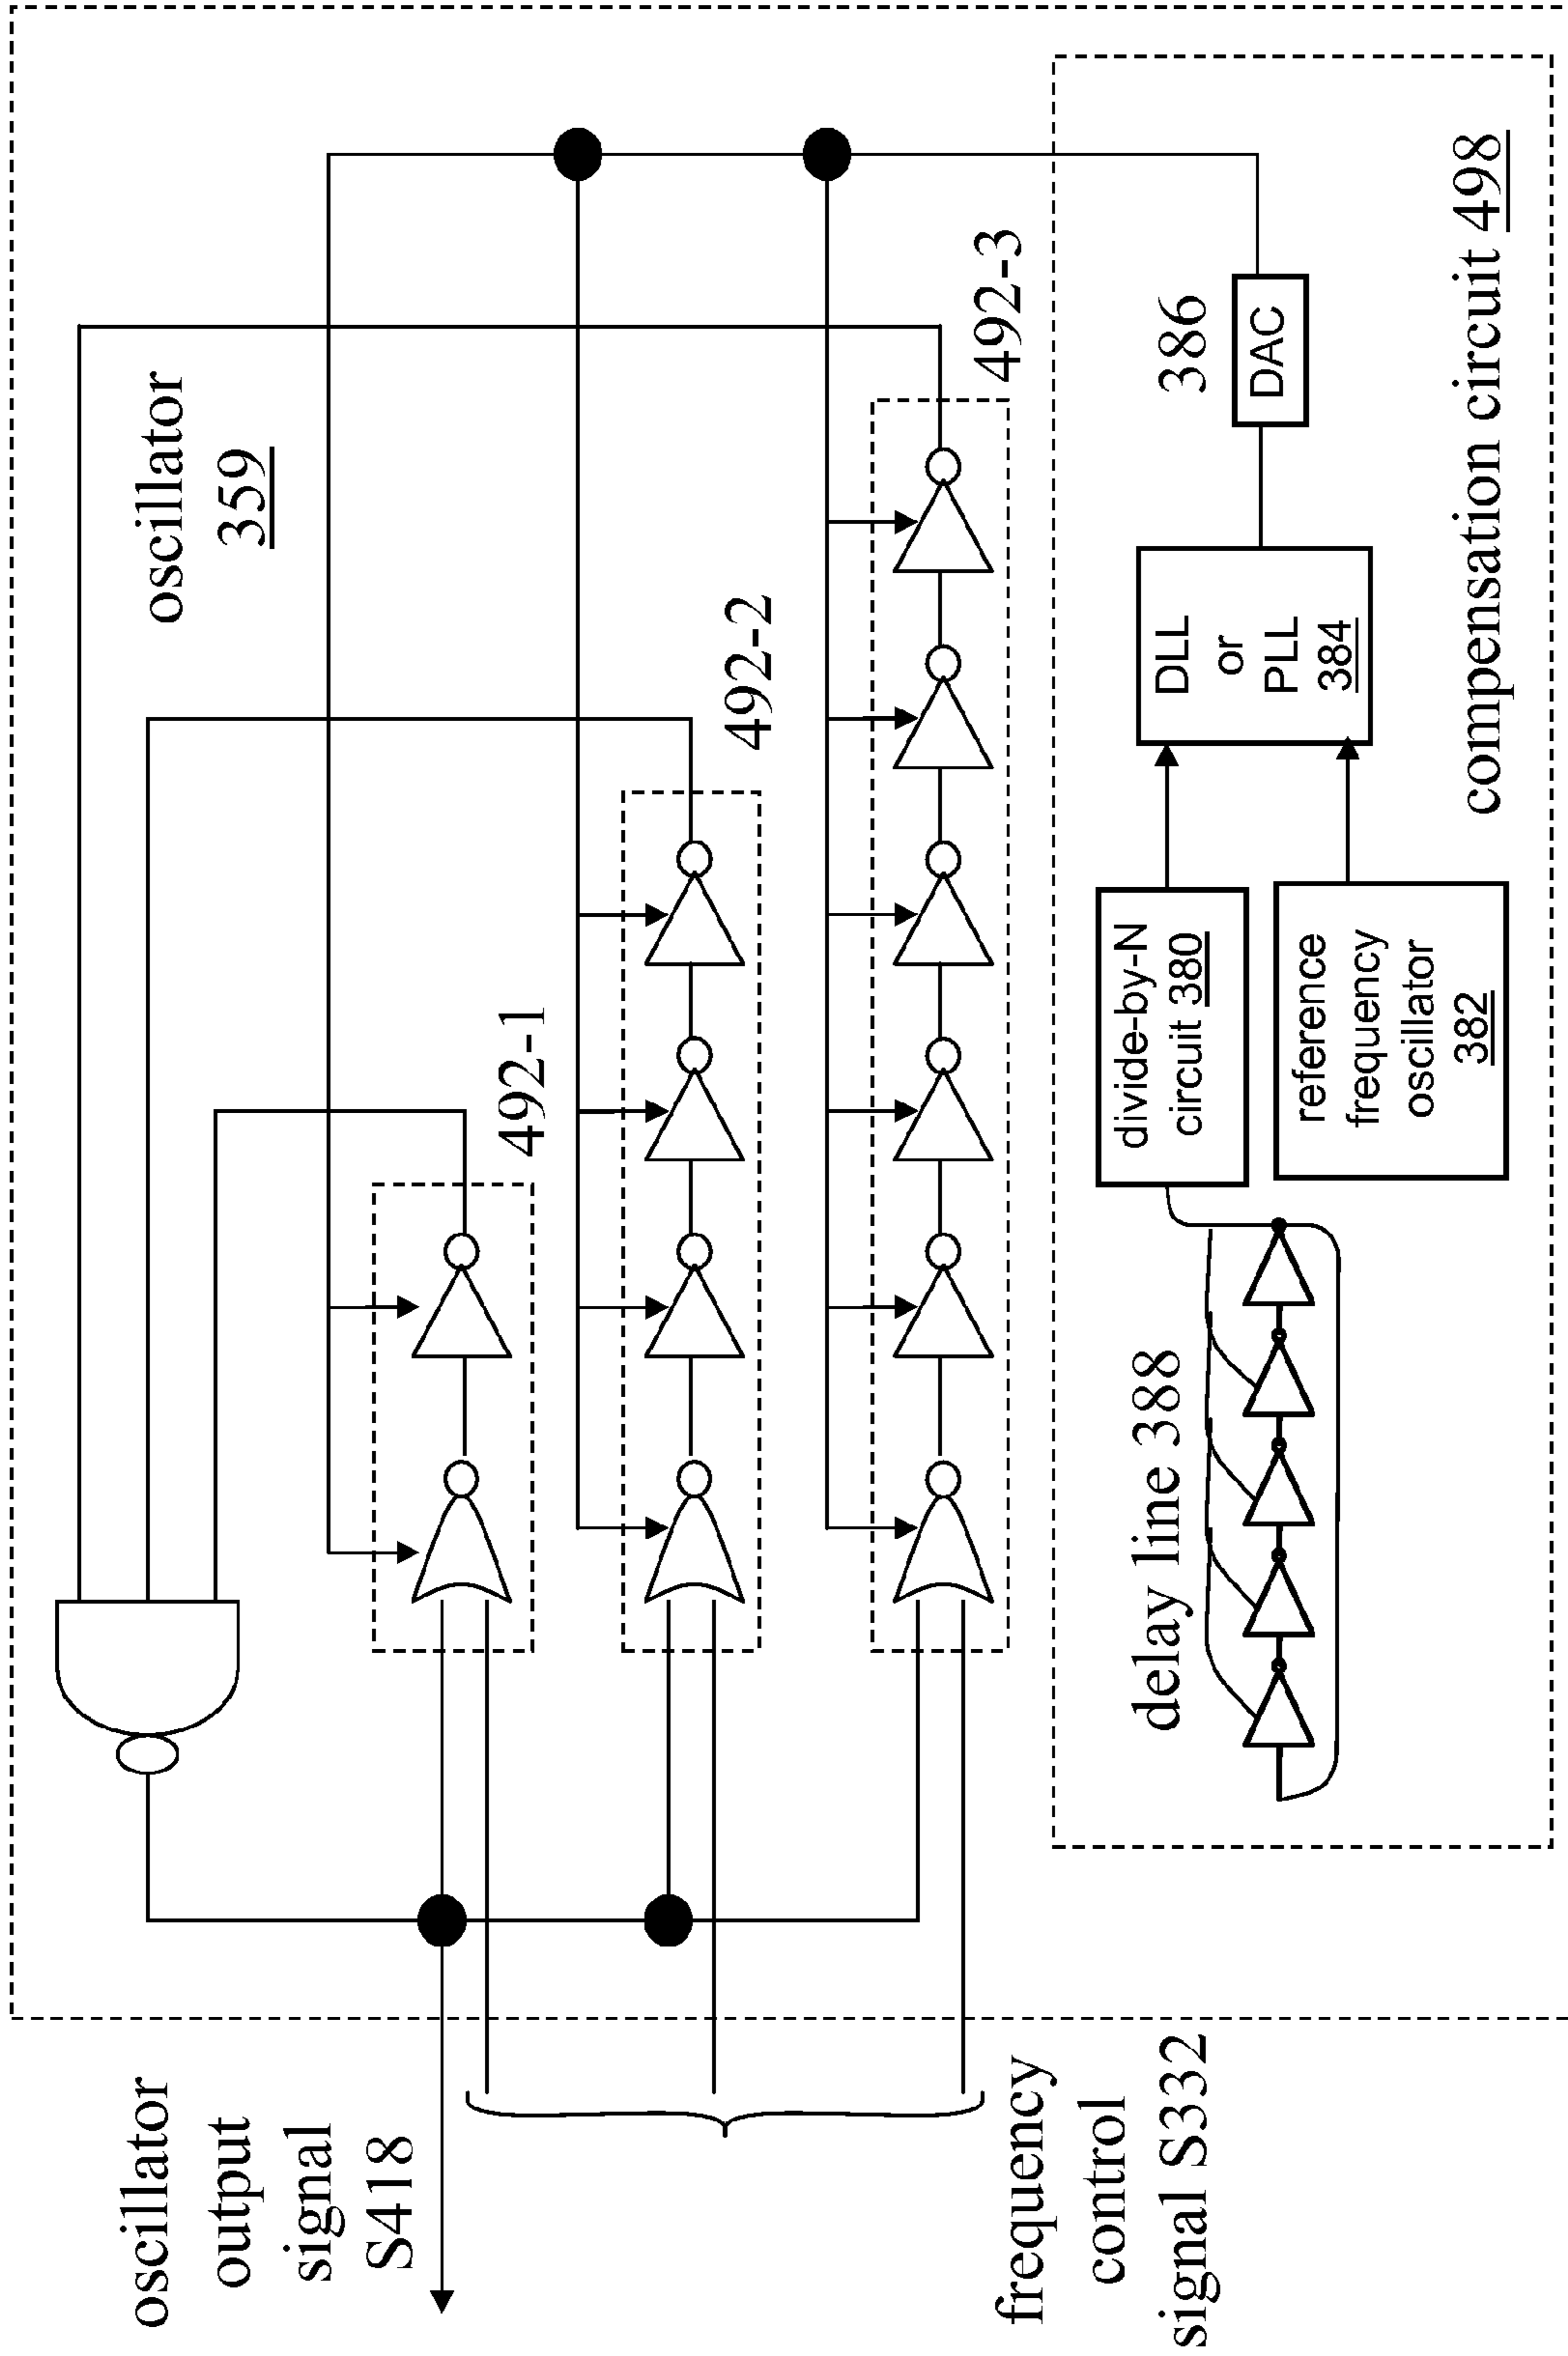 oscillator
359
492-1
492-2
492-3
oscillator
output
signal
S418
frequency
control
signal S332
delay line 388
divide-by-N
circuit 380
reference
frequency
oscillator
382
DLL
or
PLL
384
386
DAC
compensation circuit 498